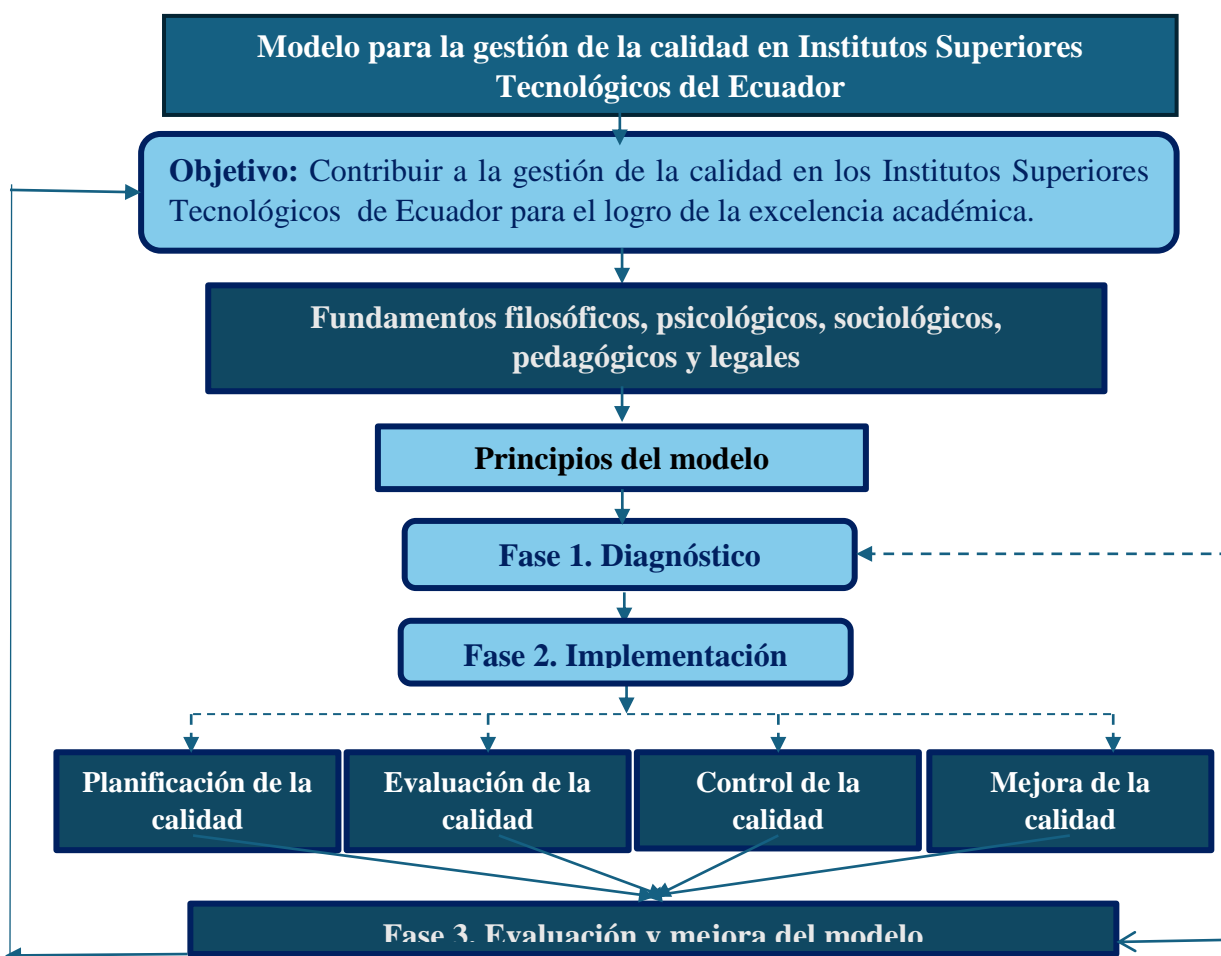 Modelo para la gestión de la calidad en Institutos Superiores
Tecnológicos del Ecuador
Objetivo: Contribuir a la gestión de la calidad en los Institutos Superiores
Tecnológicos de Ecuador para el logro de la excelencia académica.
Fundamentos filosóficos, psicológicos, sociológicos,
pedagógicos y legales
Principios del modelo
Fase 1. Diagnóstico
Fase 2. Implementación
Planificación de la
calidad
Evaluación de la
calidad
Control de la
calidad
Mejora de la
calidad
Fase 3. Evaluación y mejora del modelo